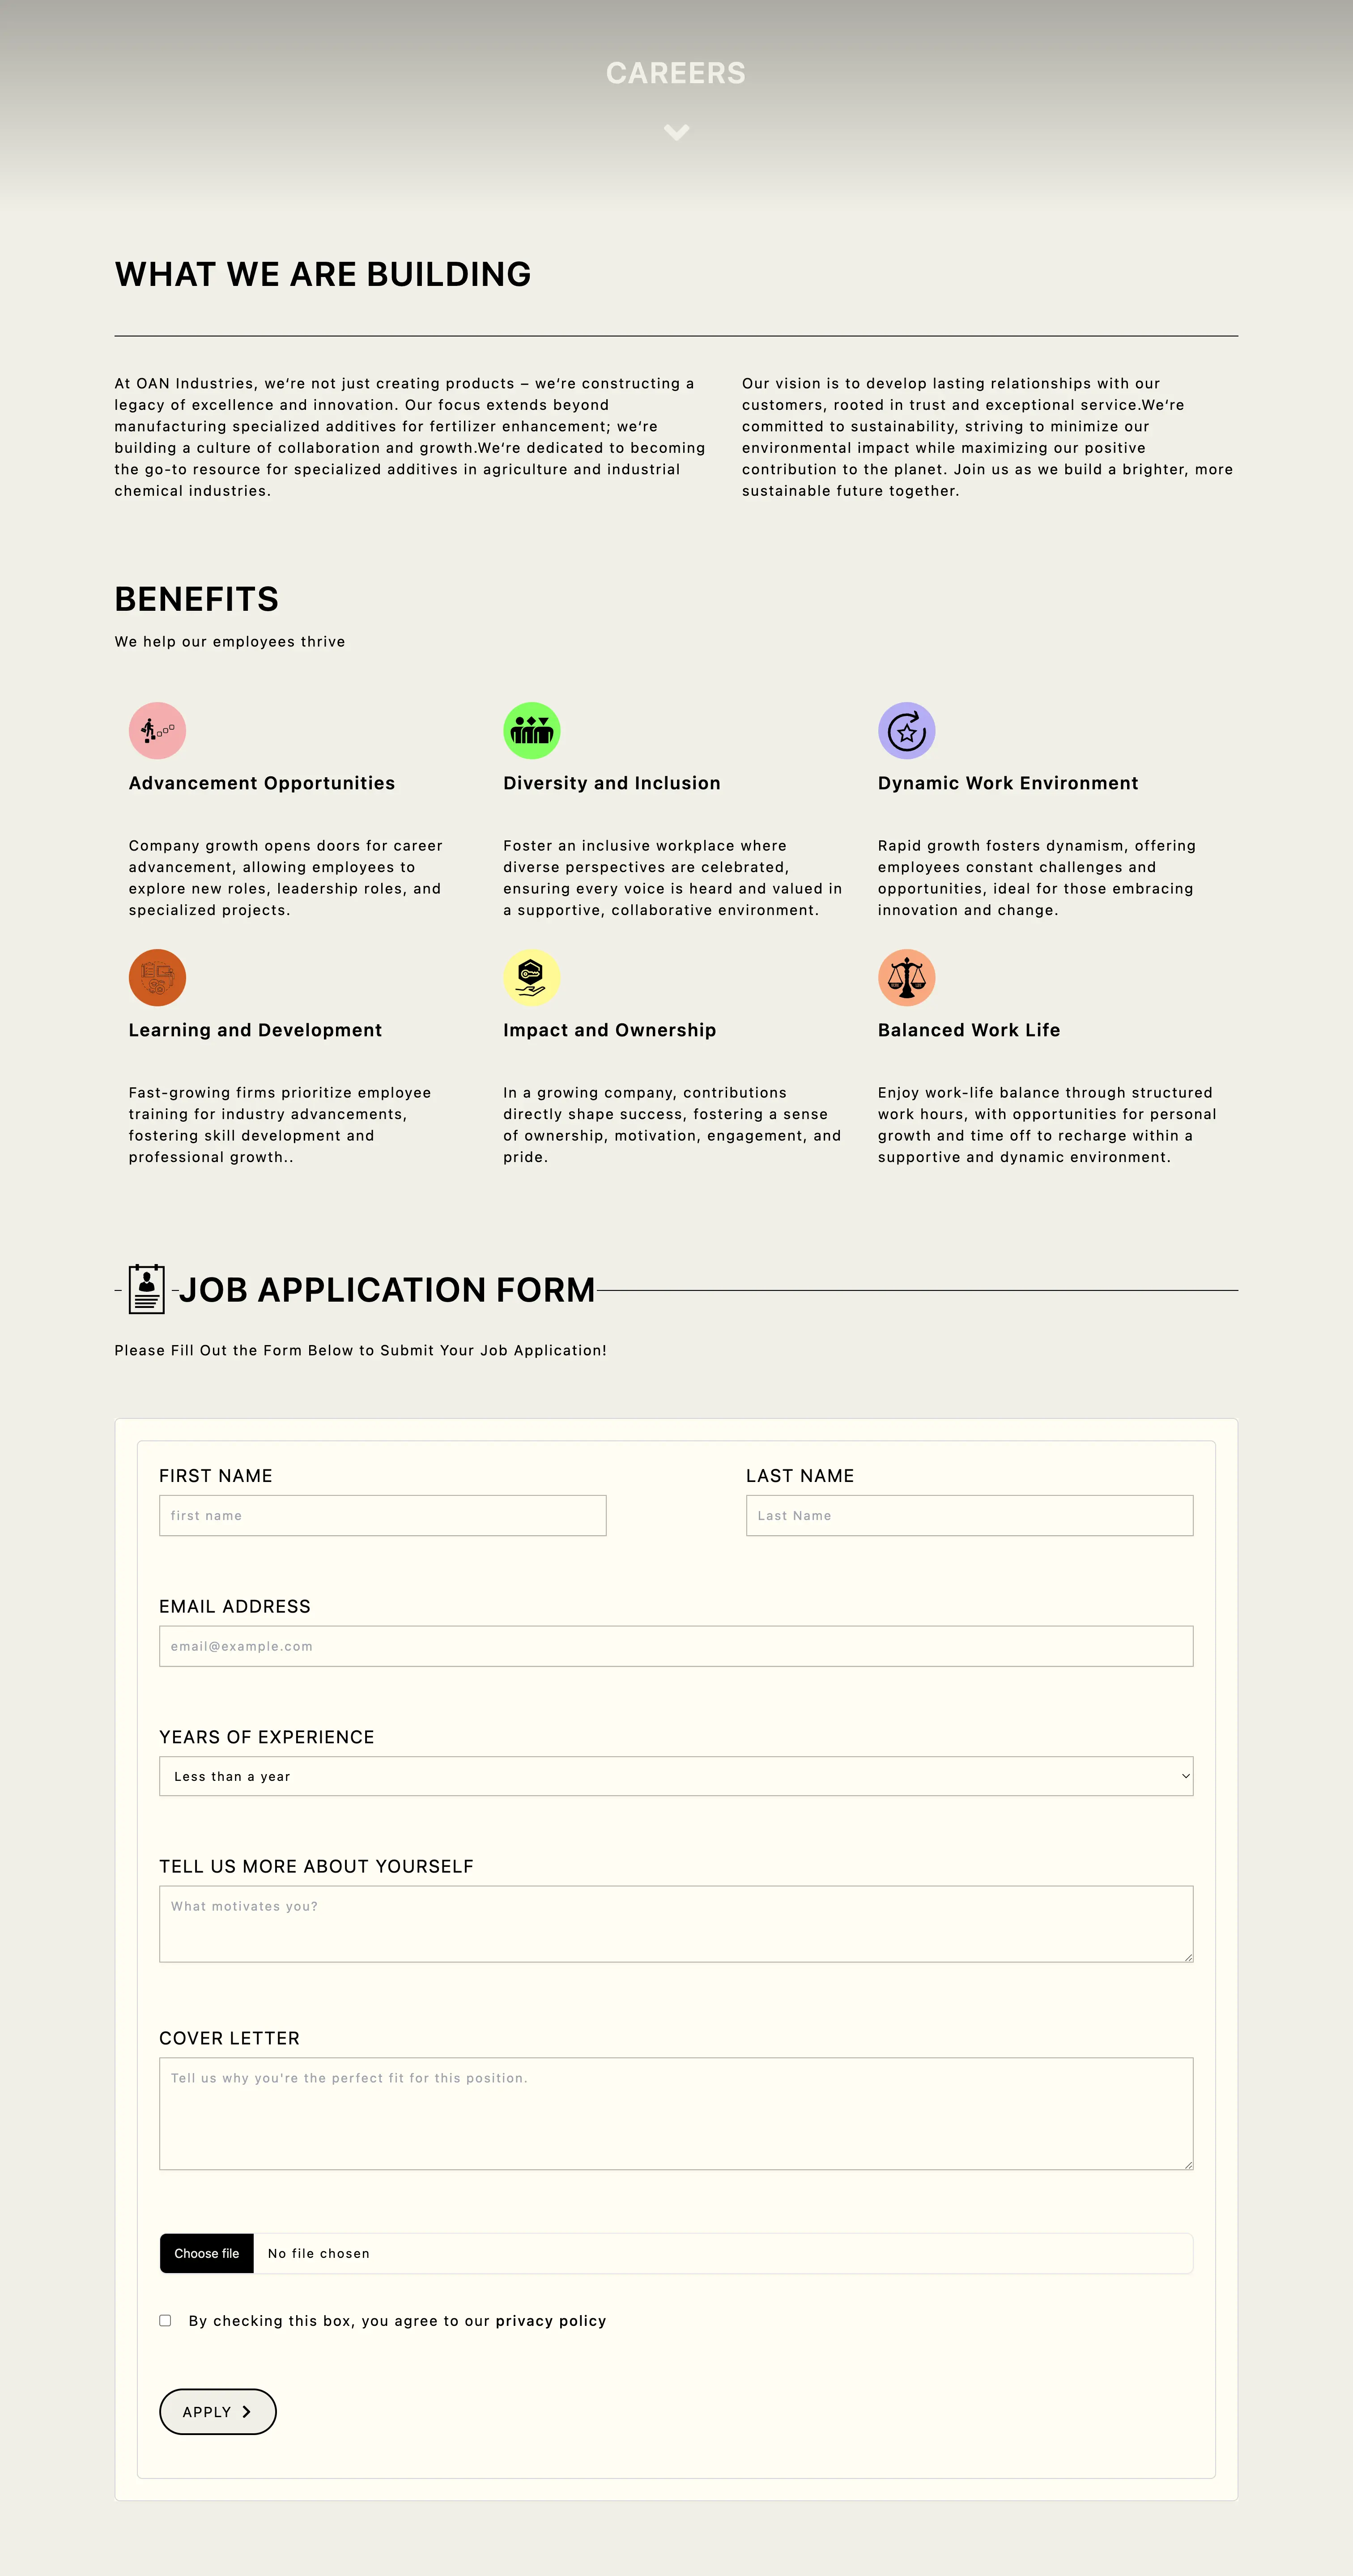 CAREERS
WHAT WE ARE BUILDING
At OAN Industries, we’re not just creating products – we’re constructing a
legacy of excellence and innovation. Our focus extends beyond
manufacturing specialized additives for fertilizer enhancement; we’re
building a culture of collaboration and growth.We’re dedicated to becoming
the go-to resource for specialized additives in agriculture and industrial
chemical industries.
Our vision is to develop lasting relationships with our
customers, rooted in trust and exceptional service.We’re
committed to sustainability, striving to minimize our
environmental impact while maximizing our positive
contribution to the planet. Join us as we build a brighter, more
sustainable future together.
BENEFITS
We help our employees thrive
Advancement Opportunities
Company growth opens doors for career
advancement, allowing employees to
explore new roles, leadership roles, and
specialized projects.
Diversity and Inclusion
Foster an inclusive workplace where
diverse perspectives are celebrated,
ensuring every voice is heard and valued in
a supportive, collaborative environment.
Dynamic Work Environment
Rapid growth fosters dynamism, offering
employees constant challenges and
opportunities, ideal for those embracing
innovation and change.
Learning and Development
Fast-growing firms prioritize employee
training for industry advancements,
fostering skill development and
professional growth..
Impact and Ownership
In a growing company, contributions
directly shape success, fostering a sense
of ownership, motivation, engagement, and
pride.
Balanced Work Life
Enjoy work-life balance through structured
work hours, with opportunities for personal
growth and time off to recharge within a
supportive and dynamic environment.
JOB APPLICATION FORM
Please Fill Out the Form Below to Submit Your Job Application!
FIRST NAME
first name
LAST NAME
Last Name
EMAIL ADDRESS
email@example.com
YEARS OF EXPERIENCE
Less than a year
TELL US MORE ABOUT YOURSELF
What motivates you?
COVER LETTER
Tell us why you're the perfect fit for this position.
Choose file No file chosen
By checking this box, you agree to our privacy policy
APPLY